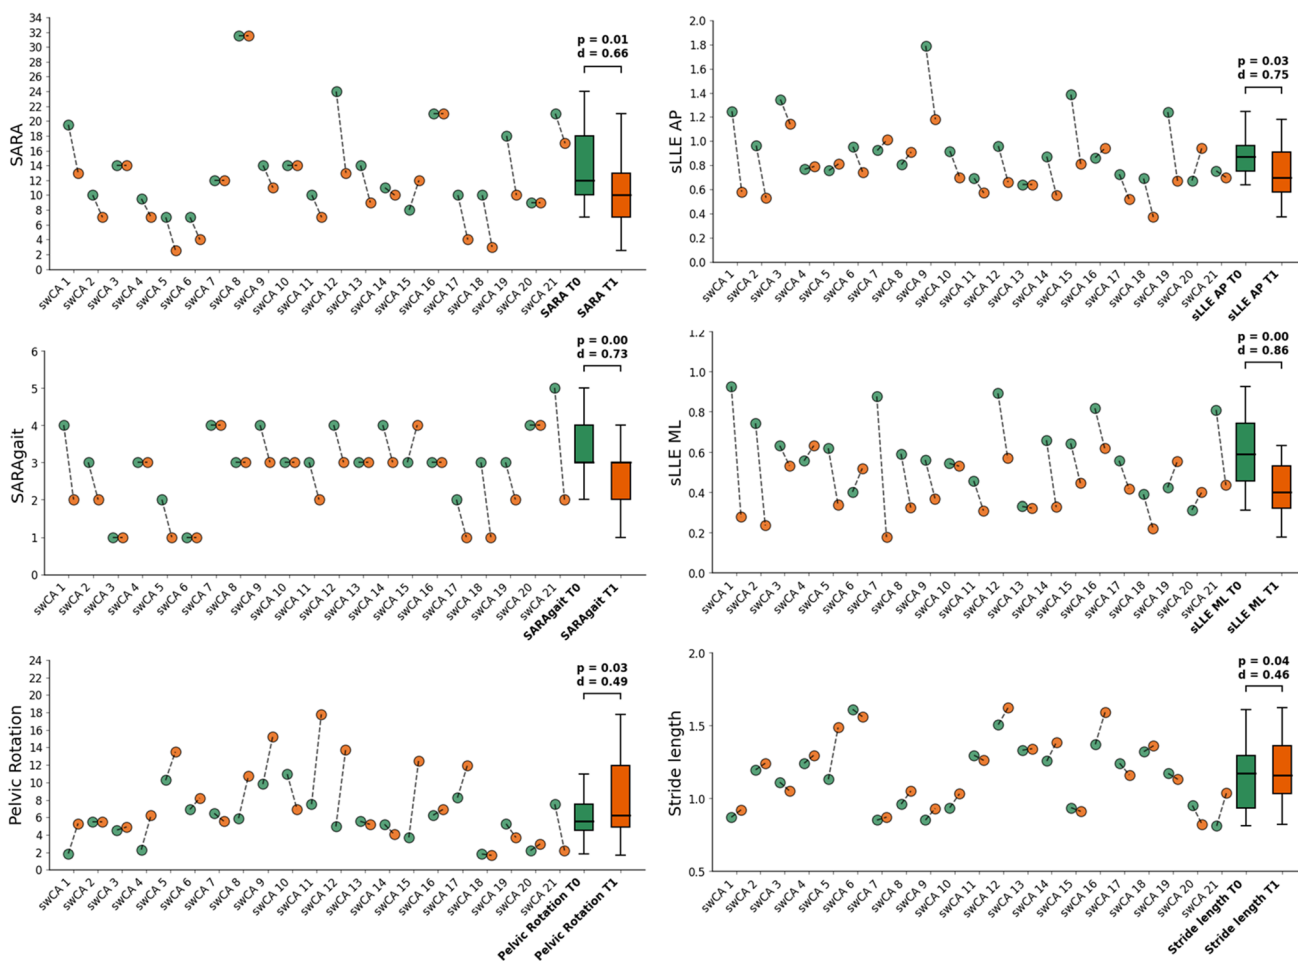 34
32
30
28
26
24
22
20
18
16
14
12
10
8
6
4
2
0
SARA
p = 0.01
d = 0.66
swCA 1
swCA 2
swCA 3
swCA 4
swCA 5
swCA 6
swCA 7
swCA 8
swCA 9
swCA 10
swCA 11
swCA 12
swCA 13
swCA 14
swCA 15
swCA 16
swCA 17
swCA 18
swCA 19
swCA 20
swCA 21
SARA T0
SARA T1
2.0
1.8
1.6
1.4
1.2
1.0
0.8
0.6
0.4
0.2
0.0
sLLE AP
p = 0.03
d = 0.75
swCA 1
swCA 2
swCA 3
swCA 4
swCA 5
swCA 6
swCA 7
swCA 8
swCA 9
swCA 10
swCA 11
swCA 12
swCA 13
swCA 14
swCA 15
swCA 16
swCA 17
swCA 18
swCA 19
swCA 20
swCA 21
sLLE AP T0
sLLE AP T1
6
5
4
3
2
1
0
SARAgait
p = 0.00
d = 0.73
swCA 1
swCA 2
swCA 3
swCA 4
swCA 5
swCA 6
swCA 7
swCA 8
swCA 9
swCA 10
swCA 11
swCA 12
swCA 13
swCA 14
swCA 15
swCA 16
swCA 17
swCA 18
swCA 19
swCA 20
swCA 21
SARAgait T0
SARAgait T1
1.2
1.0
0.8
0.6
0.4
0.2
0.0
sLLE ML
p = 0.00
d = 0.86
swCA 1
swCA 2
swCA 3
swCA 4
swCA 5
swCA 6
swCA 7
swCA 8
swCA 9
swCA 10
swCA 11
swCA 12
swCA 13
swCA 14
swCA 15
swCA 16
swCA 17
swCA 18
swCA 19
swCA 20
swCA 21
sLLE ML T0
sLLE ML T1
24
22
20
18
16
14
12
10
8
6
4
2
0
Pelvic Rotation
p = 0.03
d = 0.49
swCA 1
swCA 2
swCA 3
swCA 4
swCA 5
swCA 6
swCA 7
swCA 8
swCA 9
swCA 10
swCA 11
swCA 12
swCA 13
swCA 14
swCA 15
swCA 16
swCA 17
swCA 18
swCA 19
swCA 20
swCA 21
Pelvic Rotation T0
Pelvic Rotation T1
2.0
1.5
1.0
0.5
Stride length
p = 0.04
d = 0.46
swCA 1
swCA 2
swCA 3
swCA 4
swCA 5
swCA 6
swCA 7
swCA 8
swCA 9
swCA 10
swCA 11
swCA 12
swCA 13
swCA 14
swCA 15
swCA 16
swCA 17
swCA 18
swCA 19
swCA 20
swCA 21
Stride length T0
Stride length T1